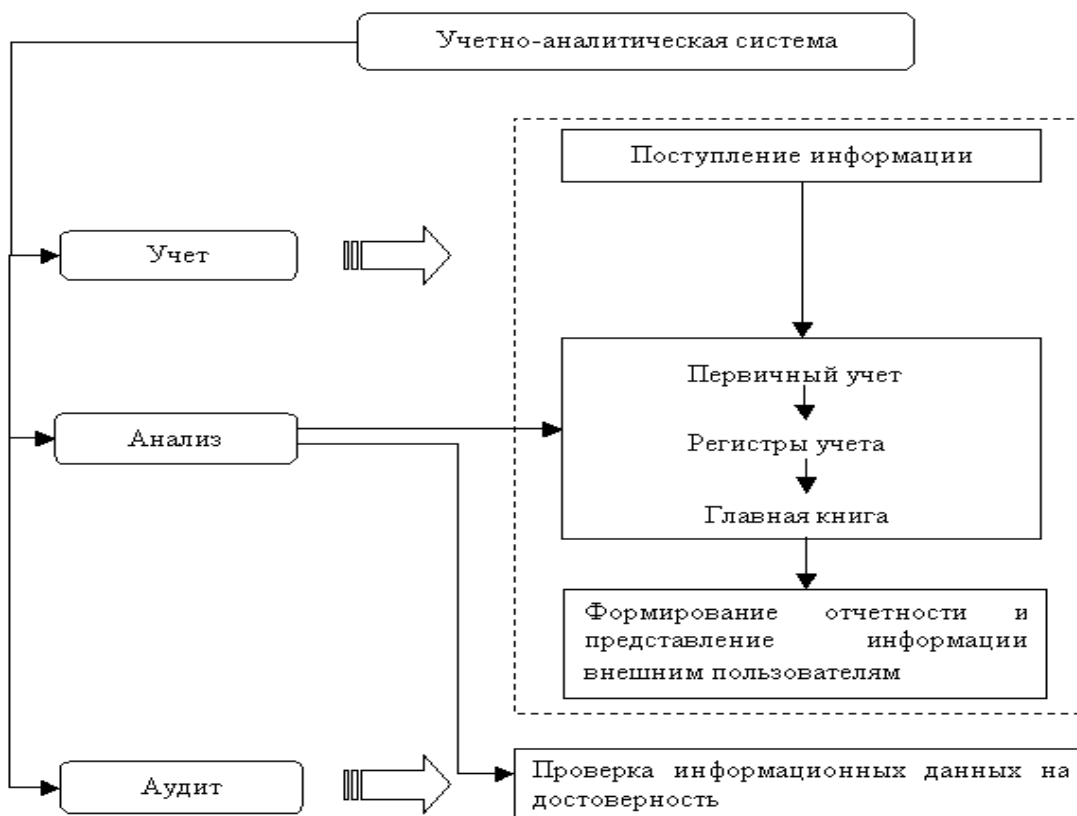 Учетно-аналитическая система
Поступление информации
Учет
Первичный учет
Анализ
Регистры учета
Главная книга
Формирование отчетности и
представление информации
внешним пользователям
Аудит
Проверка информационных данных на
достоверность